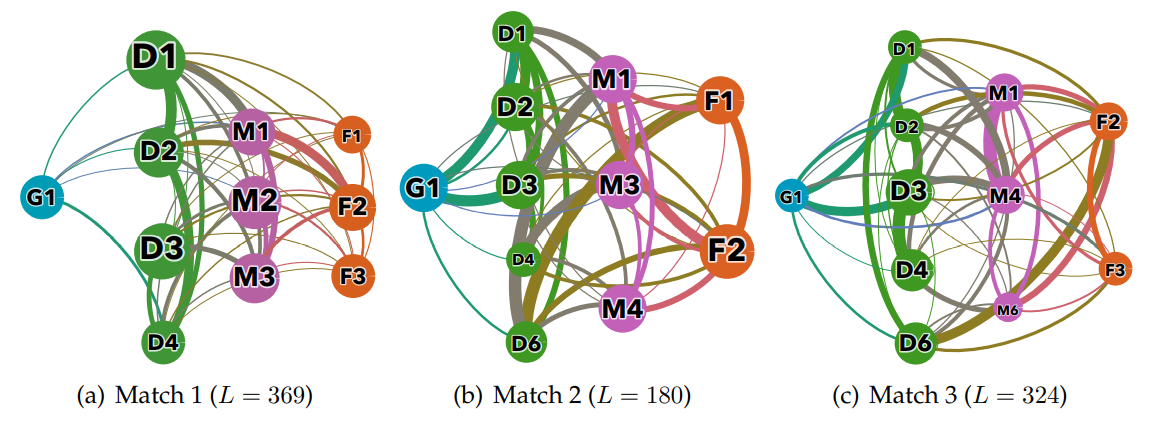 D1
D2
D3
D4
G1
M1
M2
M3
F1
F2
F3
(a) Match 1 (L = 369)
D1
D2
D3
D4
D6
G1
M1
M3
M4
F1
F2
(b) Match 2 (L = 180)
D1
D2
D3
D4
D6
G1
M1
M4
M6
F2
F3
(c) Match 3 (L = 324)